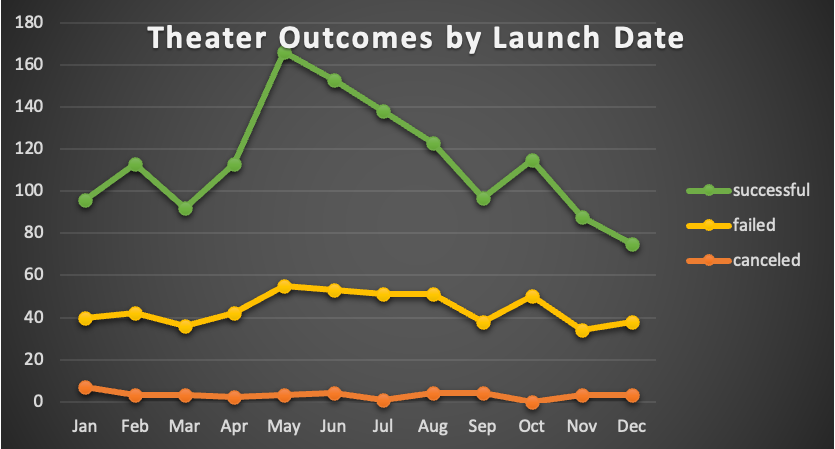 Theater Outcomes by Launch Date
180
160
140
120
100
80
60
40
20
0
Jan Feb Mar Apr May Jun Jul Aug Sep Oct Nov Dec
successful
failed
canceled